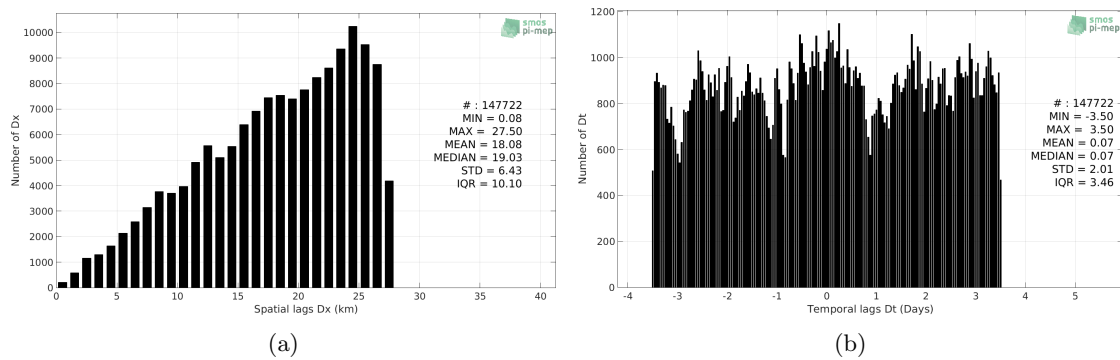 smos
pi-mep
10000
9000
8000
7000
6000
5000
4000
3000
2000
1000
0
Number of Dx
# : 147722
MIN = 0.08
MAX = 27.50
MEAN = 18.08
MEDIAN = 19.03
STD = 6.43
IQR = 10.10
0 5 10 15 20 25 30 35 40
Spatial lags Dx (km)
(a)
smos
pi-mep
1200
1000
800
600
400
200
0
Number of Dt
# : 147722
MIN = -3.50
MAX = 3.50
MEAN = 0.07
MEDIAN = 0.07
STD = 2.01
IQR = 3.46
-4 -3 -2 -1 0 1 2 3 4 5
Temporal lags Dt (Days)
(b)